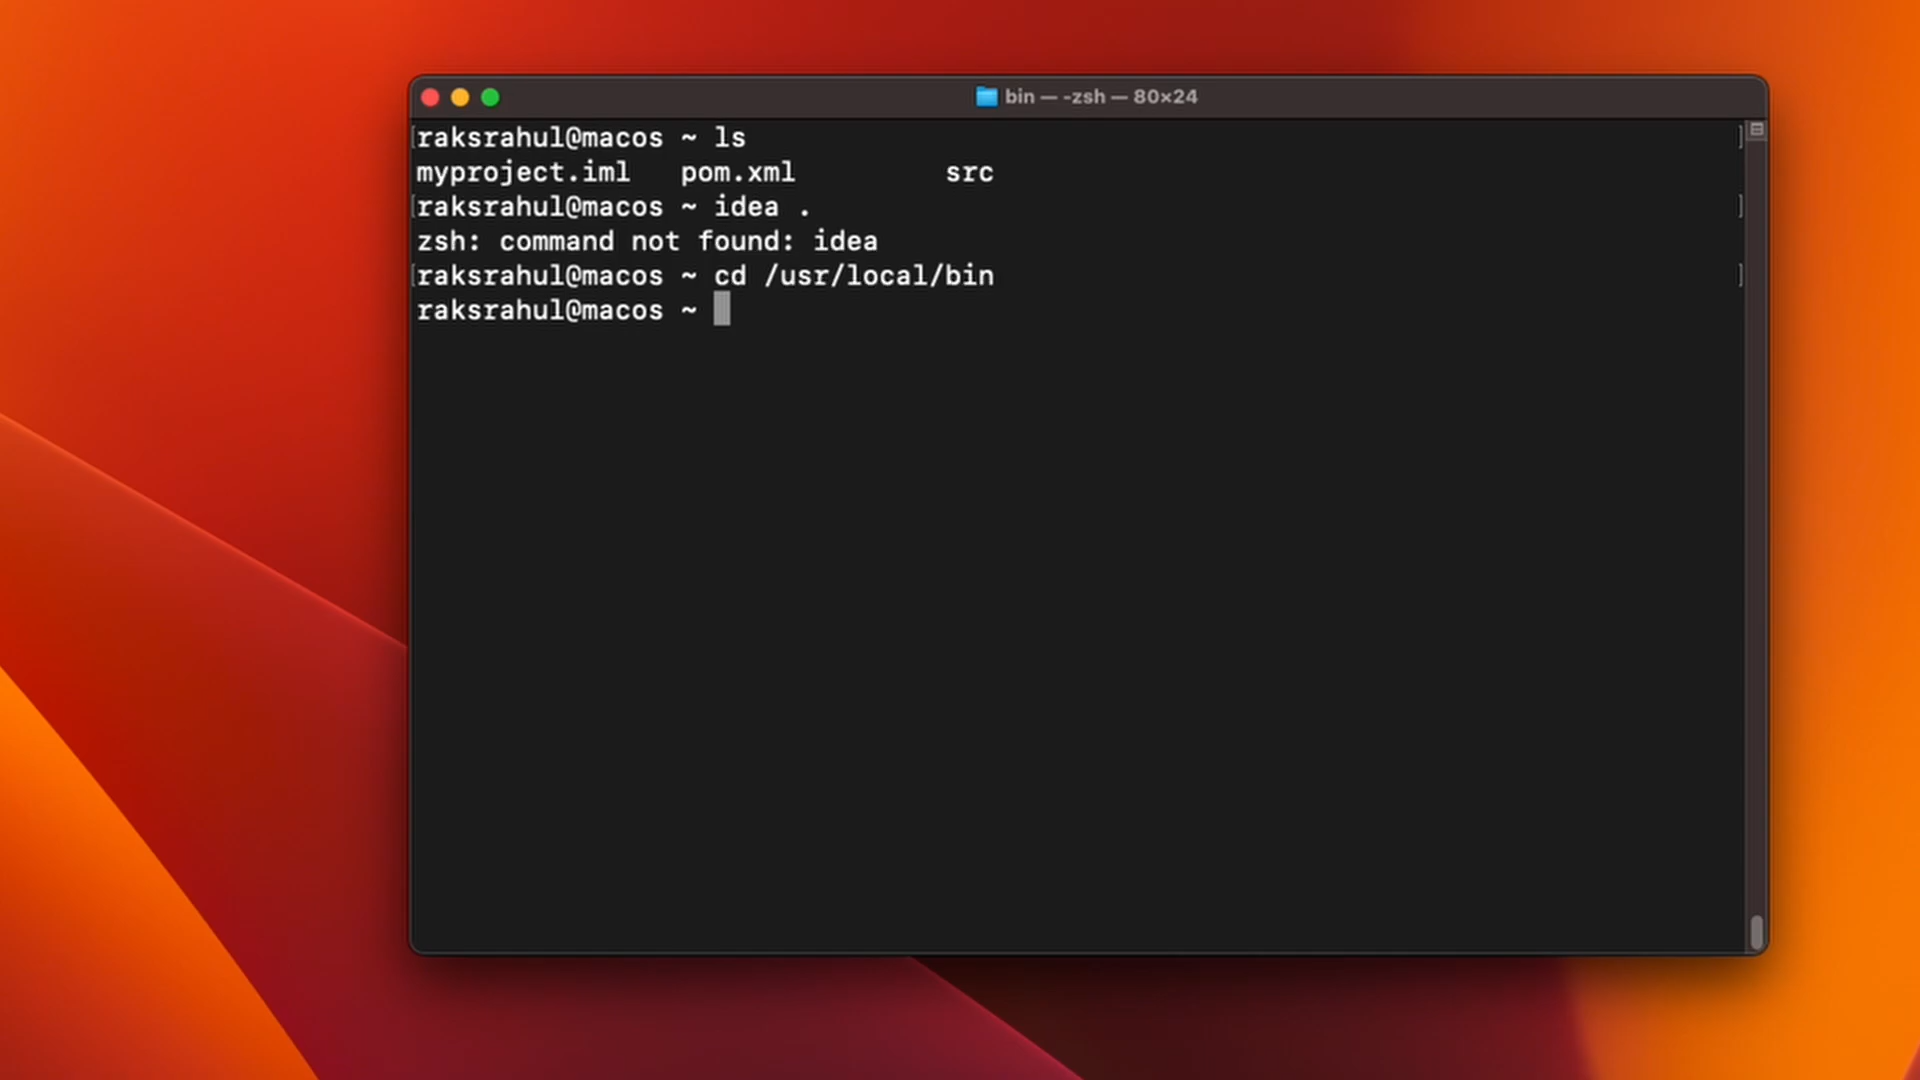 bin — -zsh — 80×24
[raksrahul@macos ~ ls ]
myproject.iml   pom.xml         src
[raksrahul@macos ~ idea . ]
zsh: command not found: idea
[raksrahul@macos ~ cd /usr/local/bin ]
raksrahul@macos ~